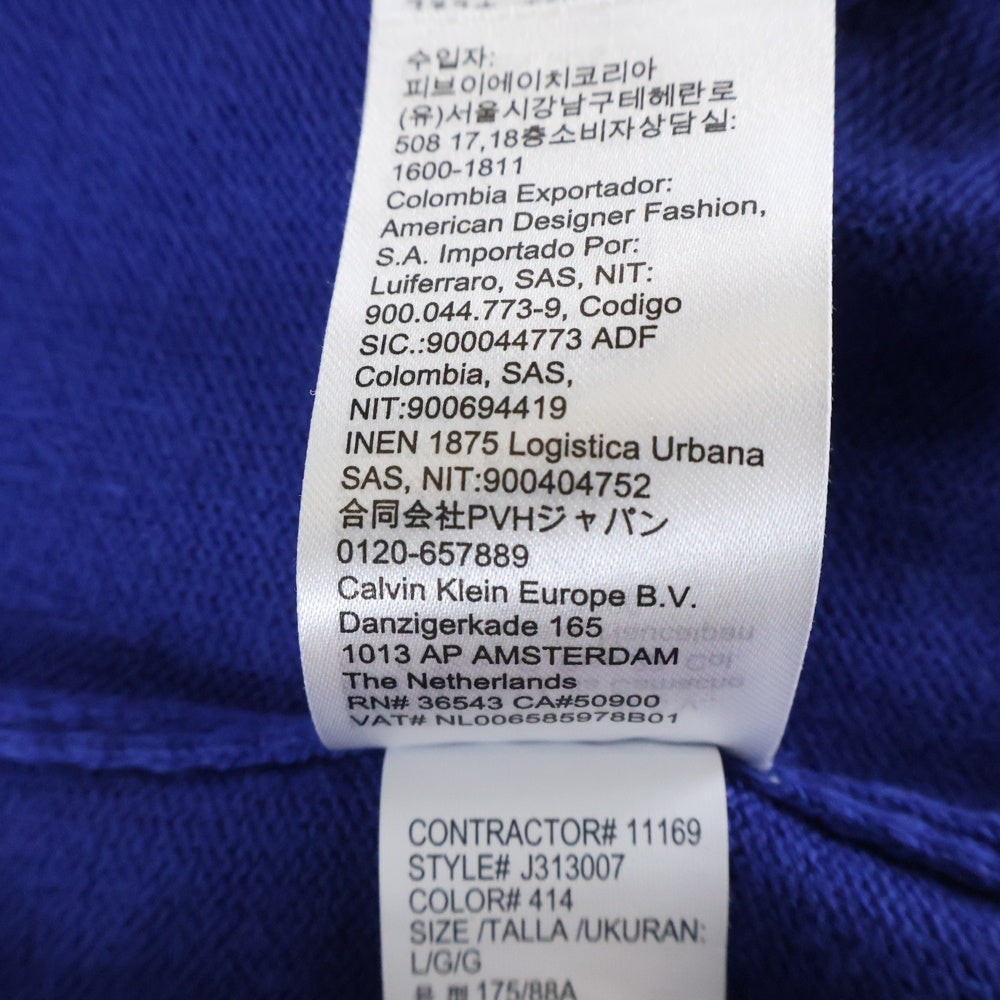 수입자:
피브이에이치코리아
(유)서울시강남구테헤란로
508 17,18층소비자상담실:
1600-1811
Colombia Exportador:
American Designer Fashion,
S.A. Importado Por:
Luiferraro, SAS, NIT:
900.044.773-9, Codigo
SIC.:900044773 ADF
Colombia, SAS,
NIT:900694419
INEN 1875 Logistica Urbana
SAS, NIT:900404752
合同会社PVHジャパン
0120-657889
Calvin Klein Europe B.V.
Danzigerkade 165
1013 AP AMSTERDAM
The Netherlands
RN# 36543 CA#50900
VAT# NL006585978B01
CONTRACTOR# 11169
STYLE# J313007
COLOR# 414
SIZE /TALLA /UKURAN:
L/G/G
175/88A